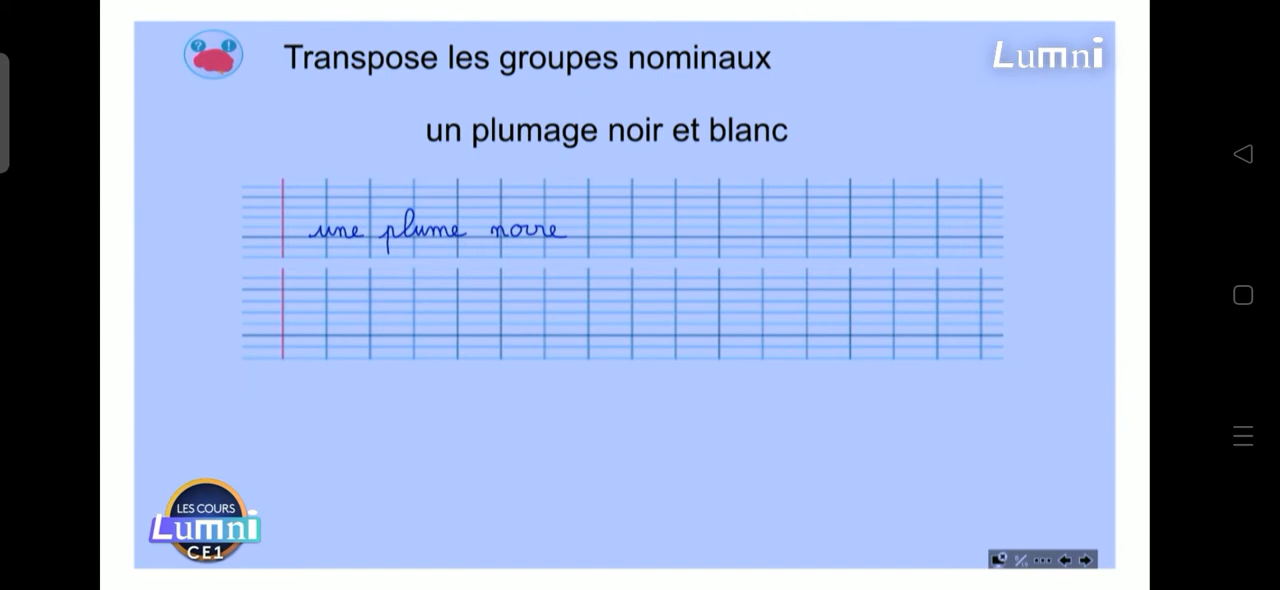 Transpose les groupes nominaux
Lumni
un plumage noir et blanc
une plume noire
LES COURS
Lumni
CE1